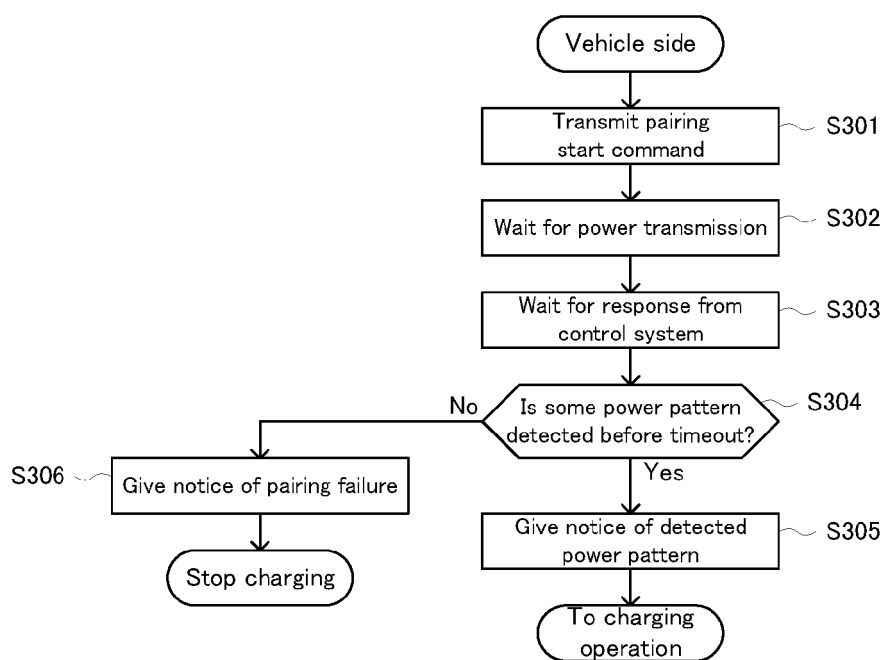 Vehicle side
Transmit pairing
start command
S301
Wait for power transmission
S302
Wait for response from
control system
S303
Is some power pattern
detected before timeout?
S304
No
Yes
S306
Give notice of pairing failure
Give notice of detected
power pattern
S305
Stop charging
To charging
operation